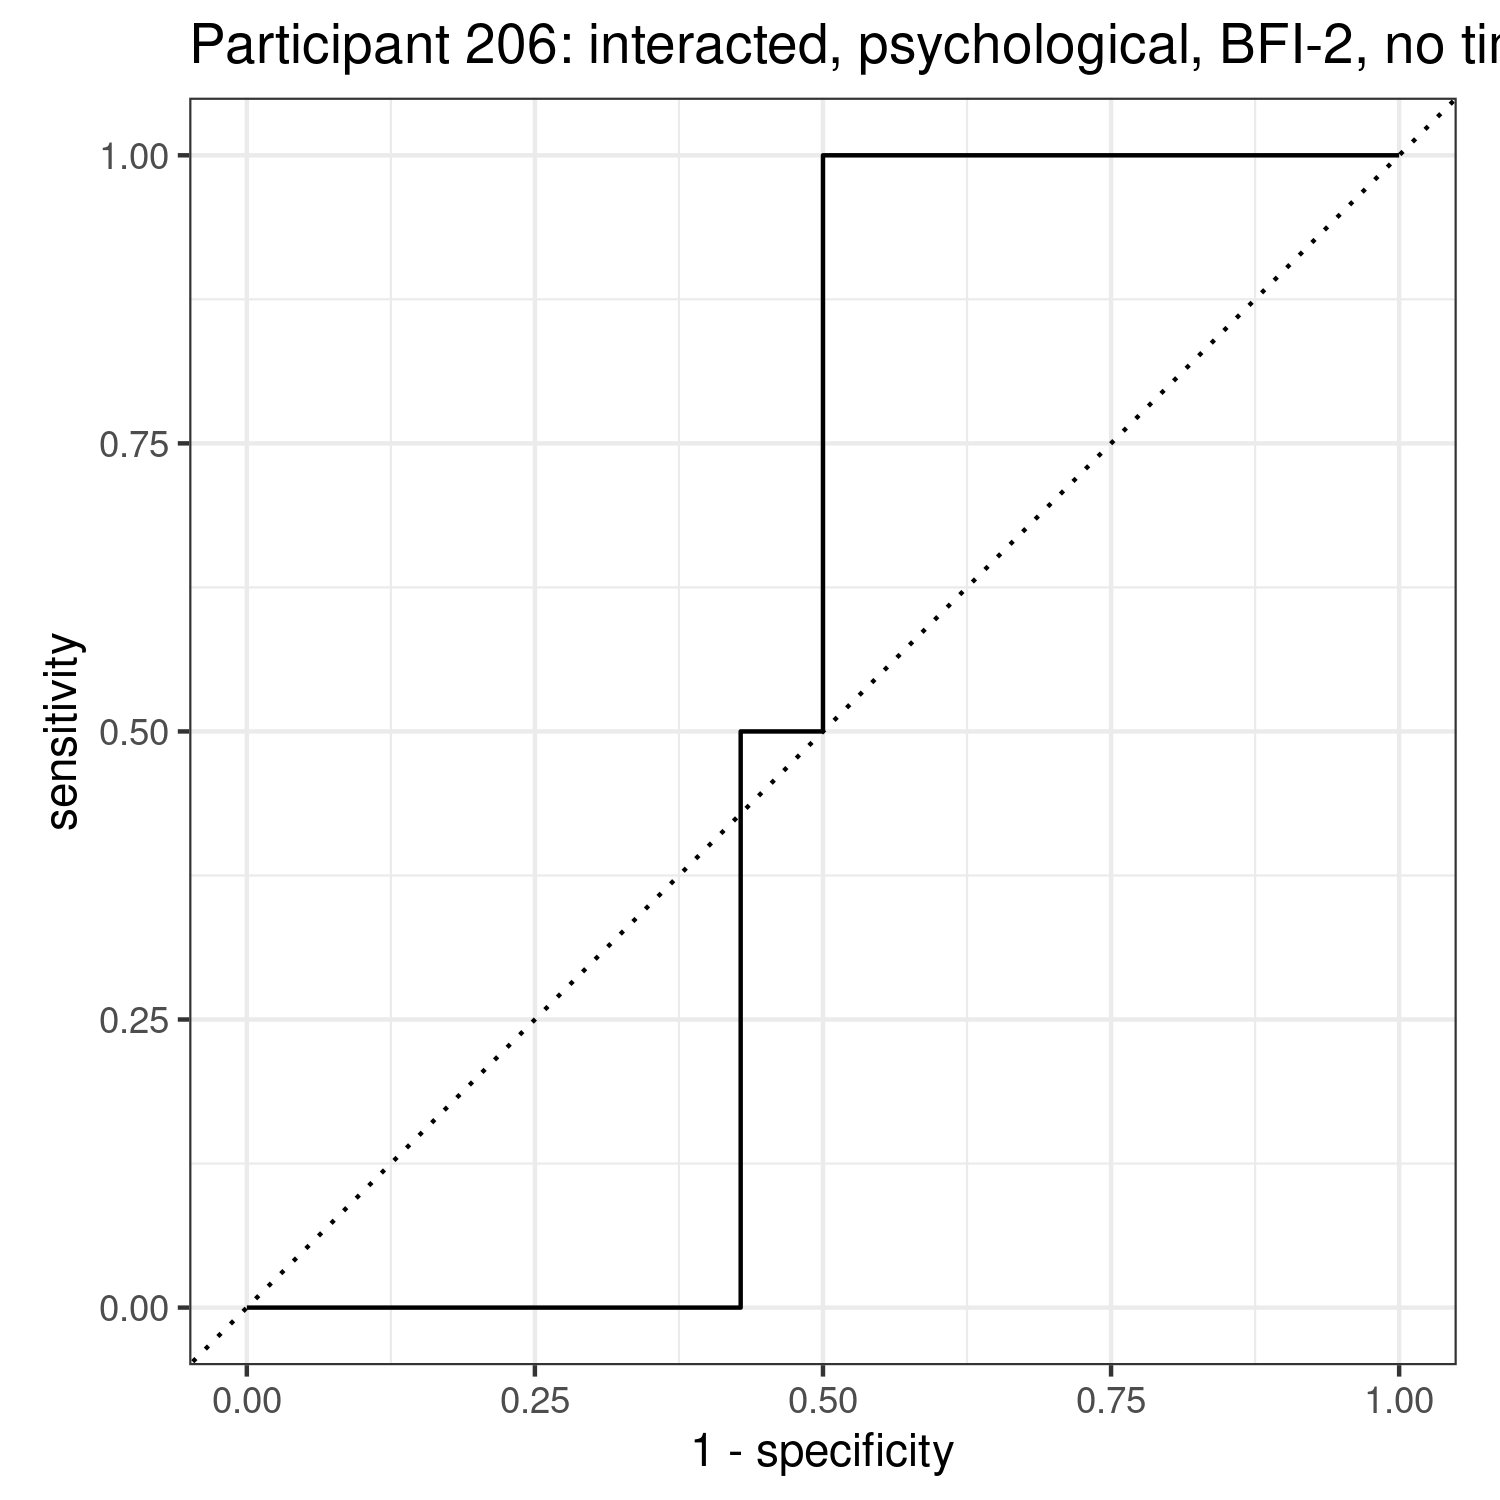 Participant 206: interacted, psychological, BFI-2, no
1.00
0.75
0.50
0.25
0.00
sensitivity
0.00 0.25 0.50 0.75 1.00
1 - specificity